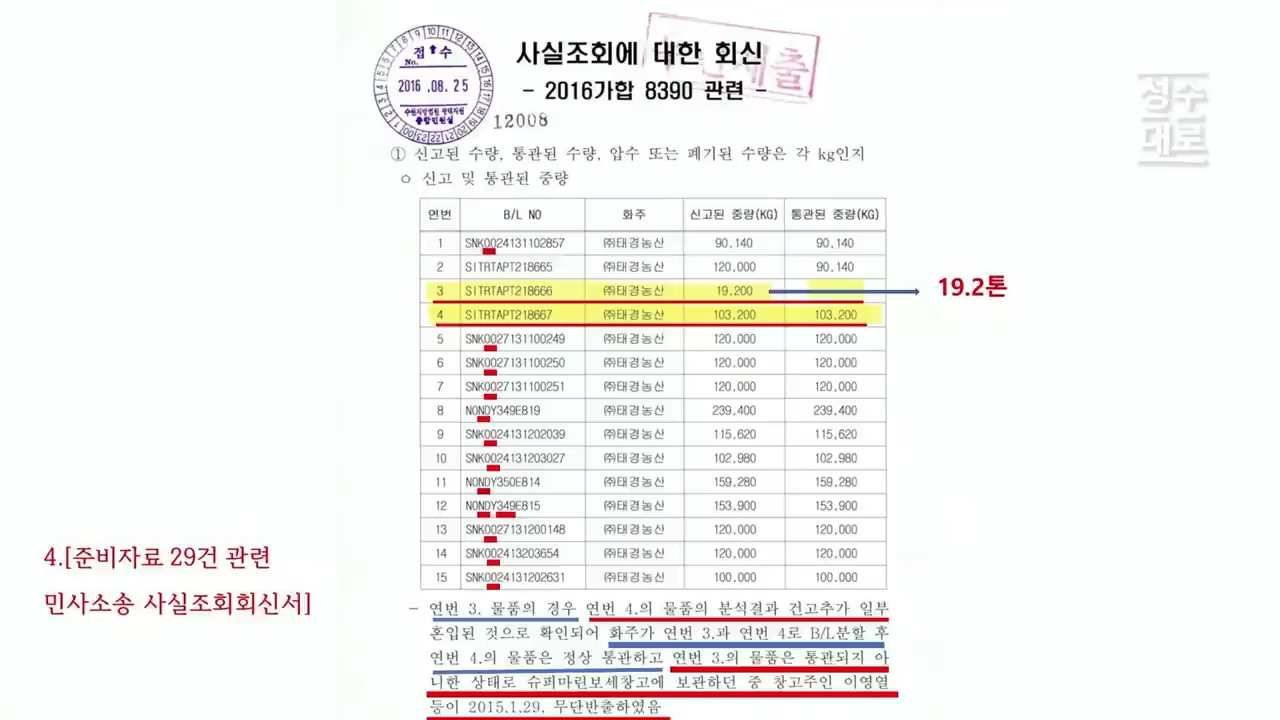 접수
No.
2016.08.25
수원지방법원 평택지원
종합민원실
사실조회에 대한 회신
- 2016가합 8390 관련 -
12008
성수
대로
① 신고된 수량, 통관된 수량, 압수 또는 폐기된 수량은 각 kg인지
○ 신고 및 통관된 중량
연번 B/L NO 화주 신고된 중량(KG) 통관된 중량(KG)
1 SNK0024131102857 ㈜태경농산 90.140 90.140
2 SITRTAPT218665 ㈜태경농산 120.000 90.140
3 SITRTAPT218666 ㈜태경농산 19,200
19.2톤
4 SITRTAPT218667 ㈜태경농산 103,200 103,200
5 SNK0027131100249 ㈜태경농산 120.000 120.000
6 SNK0027131100250 ㈜태경농산 120.000 120.000
7 SNK0027131100251 ㈜태경농산 120.000 120.000
8 NONDY349E819 ㈜태경농산 239.400 239.400
9 SNK0024131202039 ㈜태경농산 115,620 115,620
10 SNK0024131203027 ㈜태경농산 102,980 102,980
11 NONDY350E814 ㈜태경농산 159,280 159,280
12 NONDY349E815 ㈜태경농산 153,900 153,900
13 SNK0027131200148 ㈜태경농산 120,000 120,000
14 SNK002413203654 ㈜태경농산 120,000 120,000
15 SNK0024131202631 ㈜태경농산 100,000 100,000
4.[준비자료 29건 관련
민사소송 사실조회회신서]
- 연번 3. 물품의 경우 연번 4.의 물품의 분석결과 건고추가 일부
혼입된 것으로 확인되어 화주가 연번 3.과 연번 4로 B/L분할 후
연번 4.의 물품은 정상 통관하고 연번 3.의 물품은 통관되지 아
니한 상태로 슈퍼마린보세창고에 보관하던 중 창고주인 이영열
등이 2015.1.29. 무단반출하였음